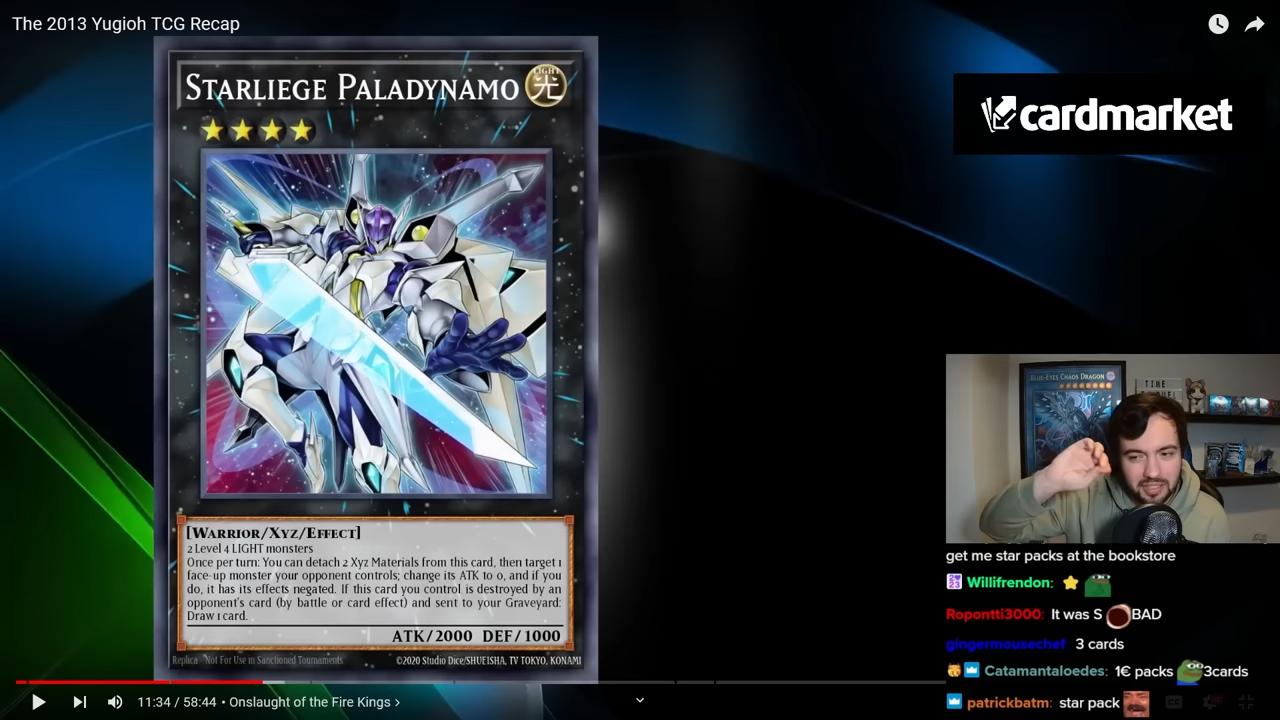 The 2013 Yugioh TCG Recap
STARLIEGE PALADYNAMO
LIGHT
光
cardmarket
[WARRIOR/XYZ/EFFECT]
2 Level 4 LIGHT monsters
Once per turn: You can detach 2 Xyz Materials from this card, then target 1
face-up monster your opponent controls; change its ATK to 0, and if you
do, it has its effects negated. If this card you control is destroyed by an
opponent's card (by battle or card effect) and sent to your Graveyard:
Draw 1 card.
ATK/2000 DEF/1000
Replica - Not For Use in Sanctioned Tournaments
©2020 Studio Dice/SHUEISHA, TV TOKYO, KONAMI
BLUE-EYES CHAOS DRAGON
TIME
get me star packs at the bookstore
Willifrendon:
Ropontti3000: It was S BAD
gingermousechef 3 cards
Catamantaloedes: 1€ packs 3cards
patrickbatm: star pack
11:34 / 58:44 • Onslaught of the Fire Kings >